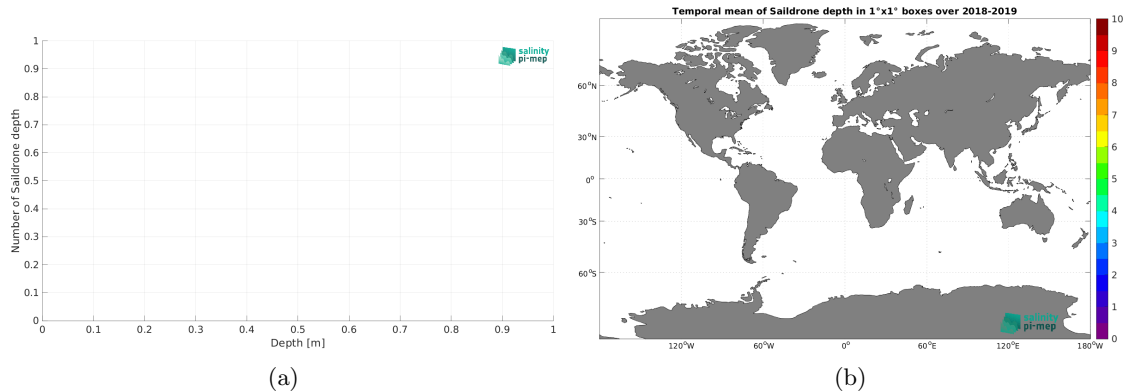 1
0.9
0.8
0.7
0.6
0.5
0.4
0.3
0.2
0.1
0
Number of Saildrone depth
0 0.1 0.2 0.3 0.4 0.5 0.6 0.7 0.8 0.9 1
Depth [m]
salinity
pi-mep
(a)
Temporal mean of Saildrone depth in 1°x1° boxes over 2018-2019
60°N
30°N
0°
30°S
60°S
120°W 60°W 0° 60°E 120°E 180°W
salinity
pi-mep
10
9
8
7
6
5
4
3
2
1
0
(b)